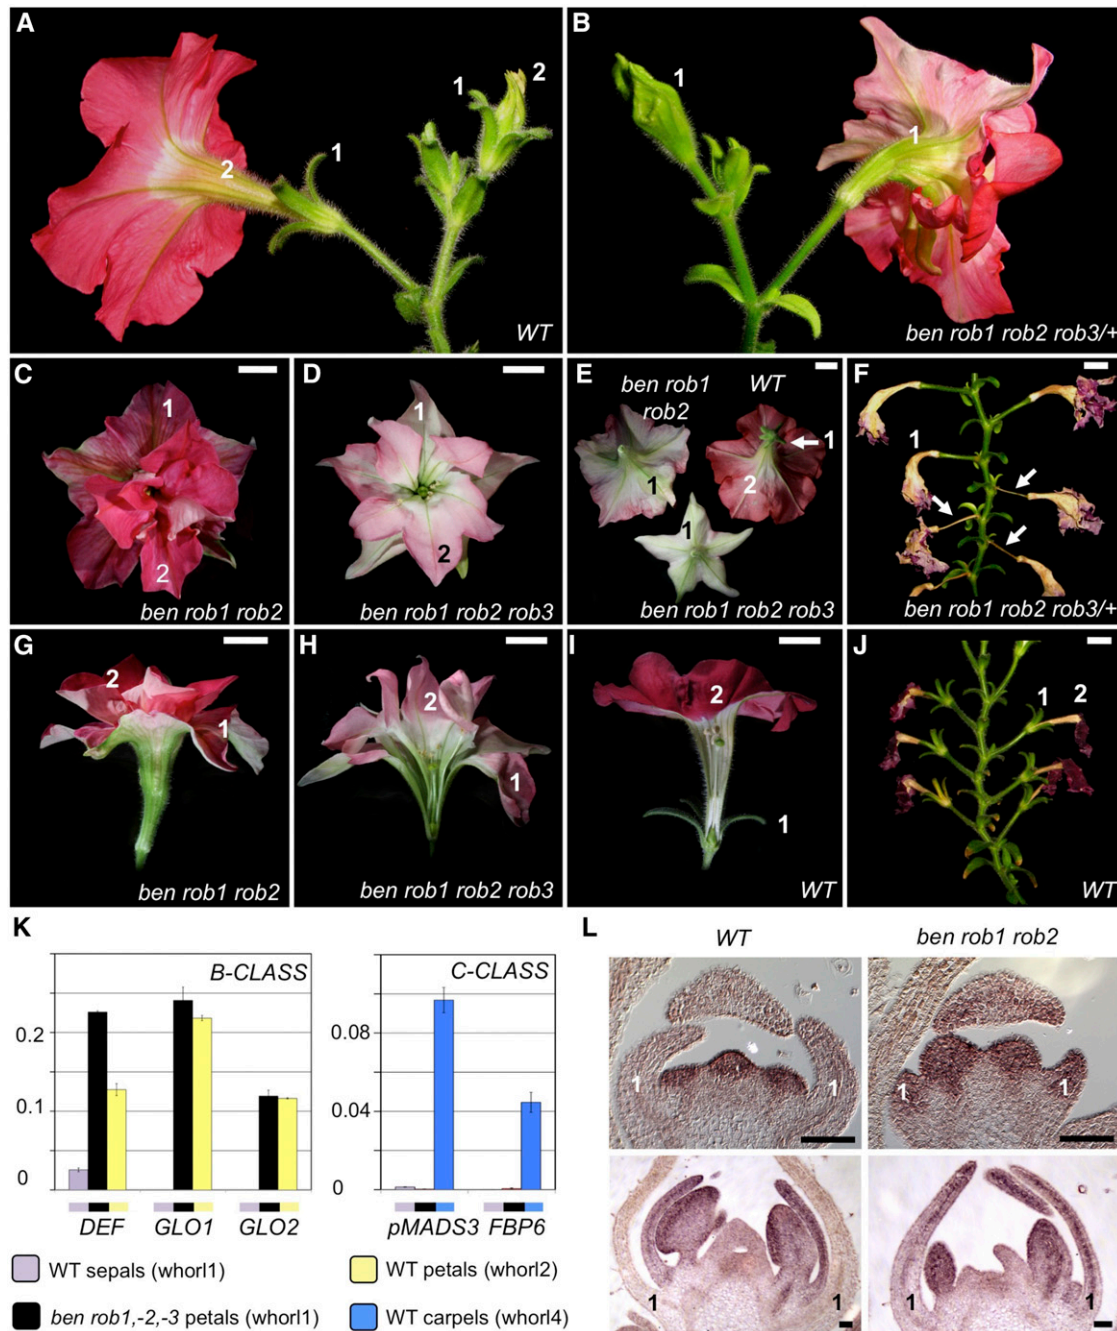 A
1
2
1
2
WT
B
1
1
ben rob1 rob2 rob3/+
C
1
2
ben rob1 rob2
D
1
2
ben rob1 rob2 rob3
E
ben rob1
rob2
WT
1
1
2
1
ben rob1 rob2 rob3
F
1
ben rob1 rob2 rob3/+
G
2
1
ben rob1 rob2
H
2
1
ben rob1 rob2 rob3
I
2
1
WT
J
1
2
WT
K
B-CLASS
0.2
0.1
0
DEF
GLO1
GLO2
C-CLASS
0.08
0.04
0
pMADS3
FBP6
WT sepals (whorl1)
WT petals (whorl2)
ben rob1,-2,-3 petals (whorl1)
WT carpels (whorl4)
L
WT
ben rob1 rob2
1
1
1
1
1
1
1
1